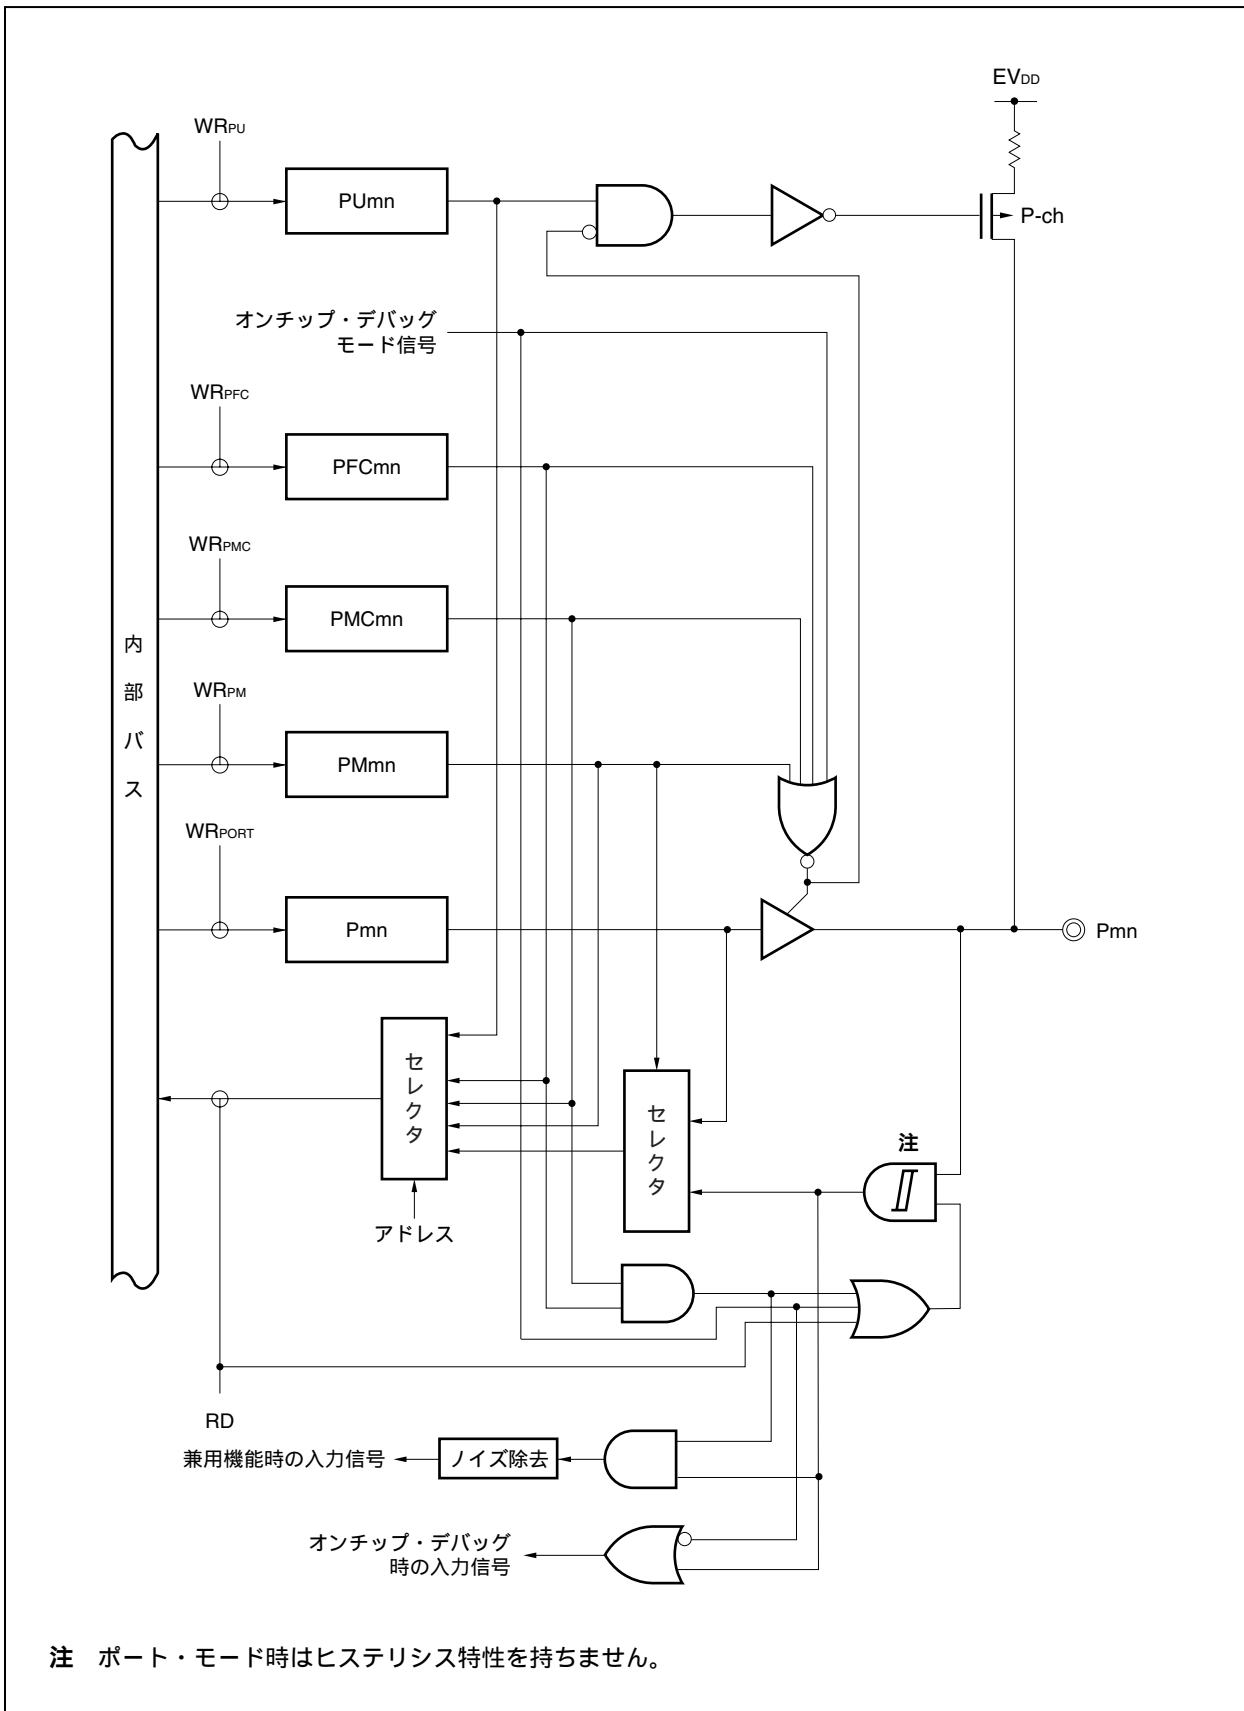 EVDD
WRPU
PUmn
P-ch
オンチップ・デバッグ
モード信号
WRPFC
PFCmn
WRPMC
PMCmn
内部バス
WRPM
PMmn
WRPORT
Pmn
Pmn
セレクタ
セレクタ
注
アドレス
RD
兼用機能時の入力信号
ノイズ除去
オンチップ・デバッグ
時の入力信号
注 ポート・モード時はヒステリシス特性を持ちません。